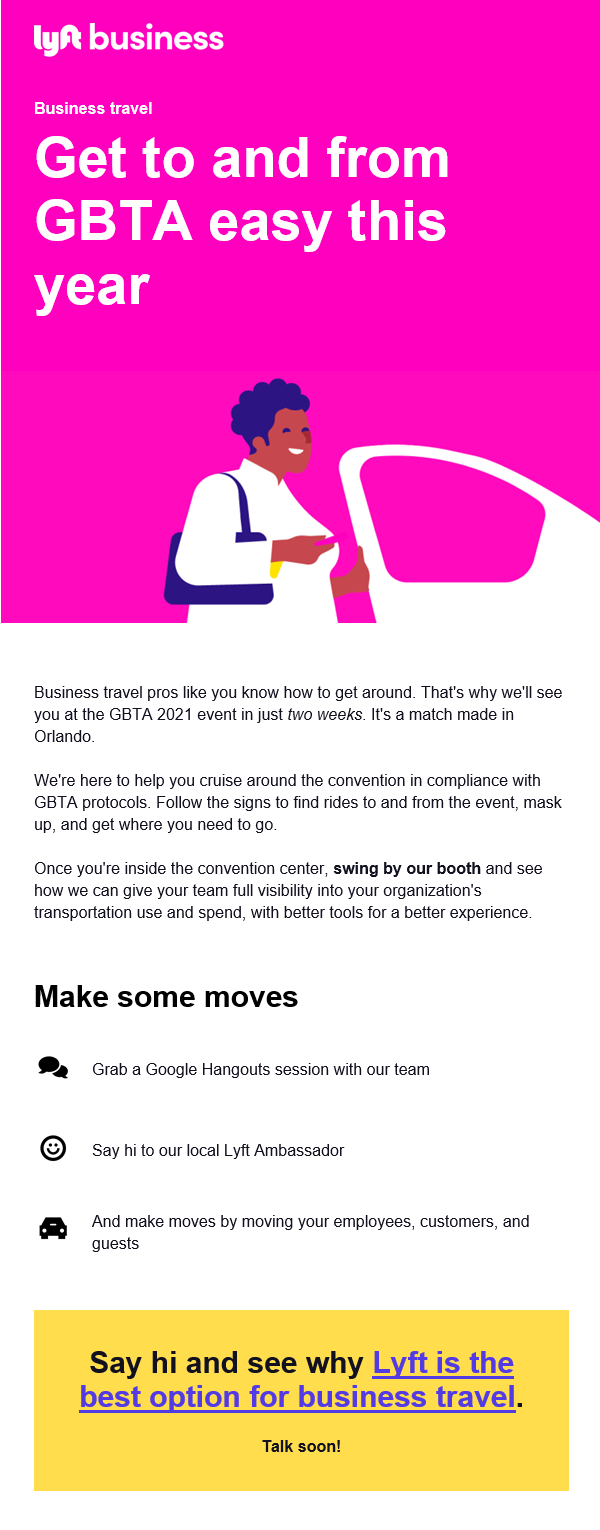 lyft business
Business travel
Get to and from
GBTA easy this
year
Business travel pros like you know how to get around. That's why we'll see
you at the GBTA 2021 event in just two weeks. It's a match made in
Orlando.
We're here to help you cruise around the convention in compliance with
GBTA protocols. Follow the signs to find rides to and from the event, mask
up, and get where you need to go.
Once you're inside the convention center, swing by our booth and see
how we can give your team full visibility into your organization's
transportation use and spend, with better tools for a better experience.
Make some moves
Grab a Google Hangouts session with our team
Say hi to our local Lyft Ambassador
And make moves by moving your employees, customers, and
guests
Say hi and see why Lyft is the
best option for business travel.
Talk soon!